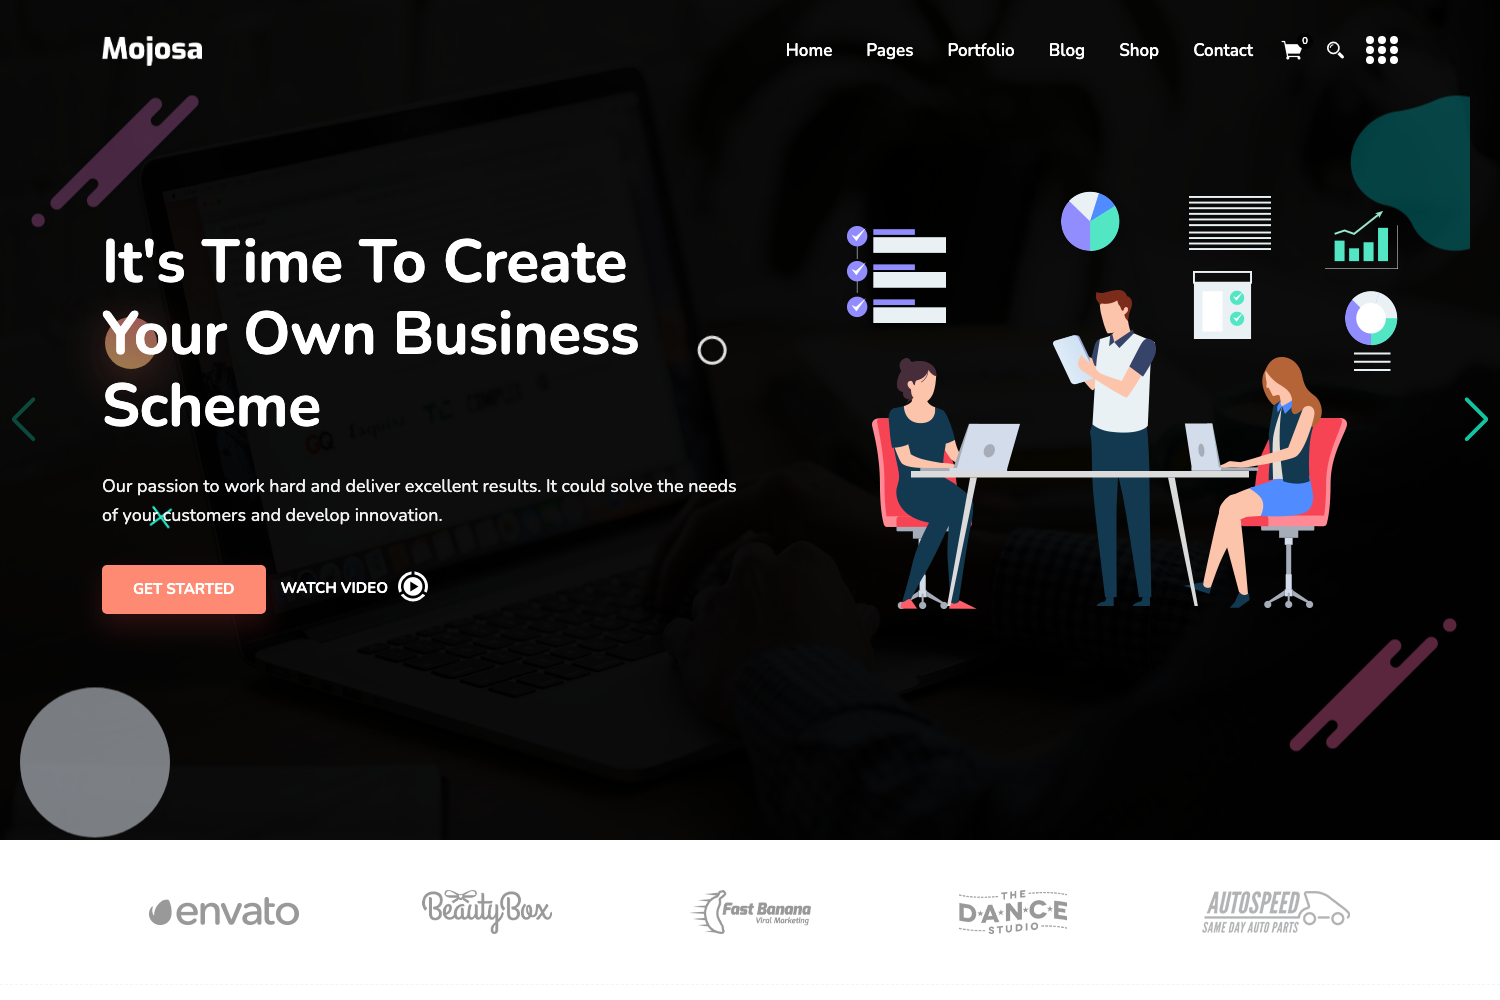 Mojosa
Home Pages Portfolio Blog Shop Contact 0
It's Time To Create
Your Own Business
Scheme
Our passion to work hard and deliver excellent results. It could solve the needs
of your customers and develop innovation.
GET STARTED
WATCH VIDEO
envato
BeautyBox
Fast Banana
Viral Marketing
THE
DANCE
STUDIO
AUTOSPEED
SAME DAY AUTO PARTS